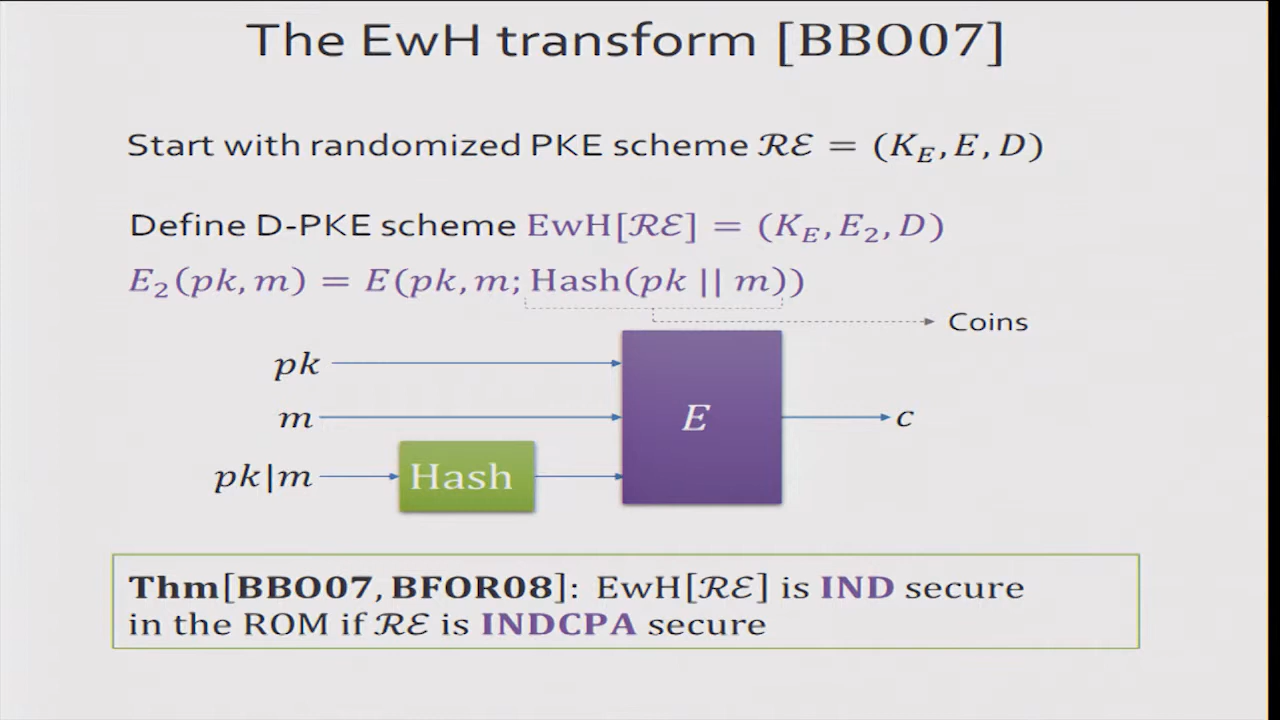 The EwH transform [BBO07]
Start with randomized PKE scheme ℛℰ = (K_E, E, D)
Define D-PKE scheme EwH[ℛℰ] = (K_E, E_2, D)
E_2(pk, m) = E(pk, m; Hash(pk || m))
Coins
pk
m
E
c
pk|m
Hash
Thm[BBO07, BFOR08]: EwH[ℛℰ] is IND secure
in the ROM if ℛℰ is INDCPA secure